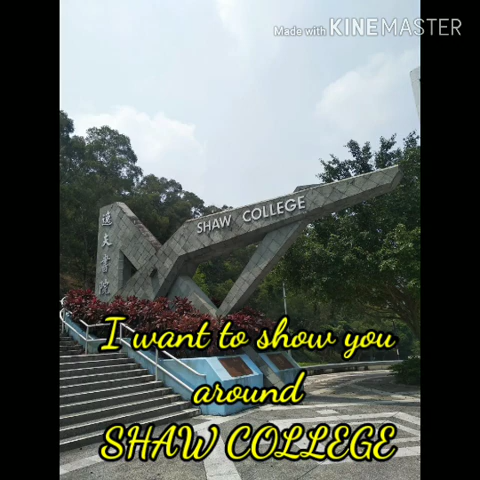 Made with KINEMASTER
SHAW COLLEGE
逸夫書院
I want to show you
around
SHAW COLLEGE